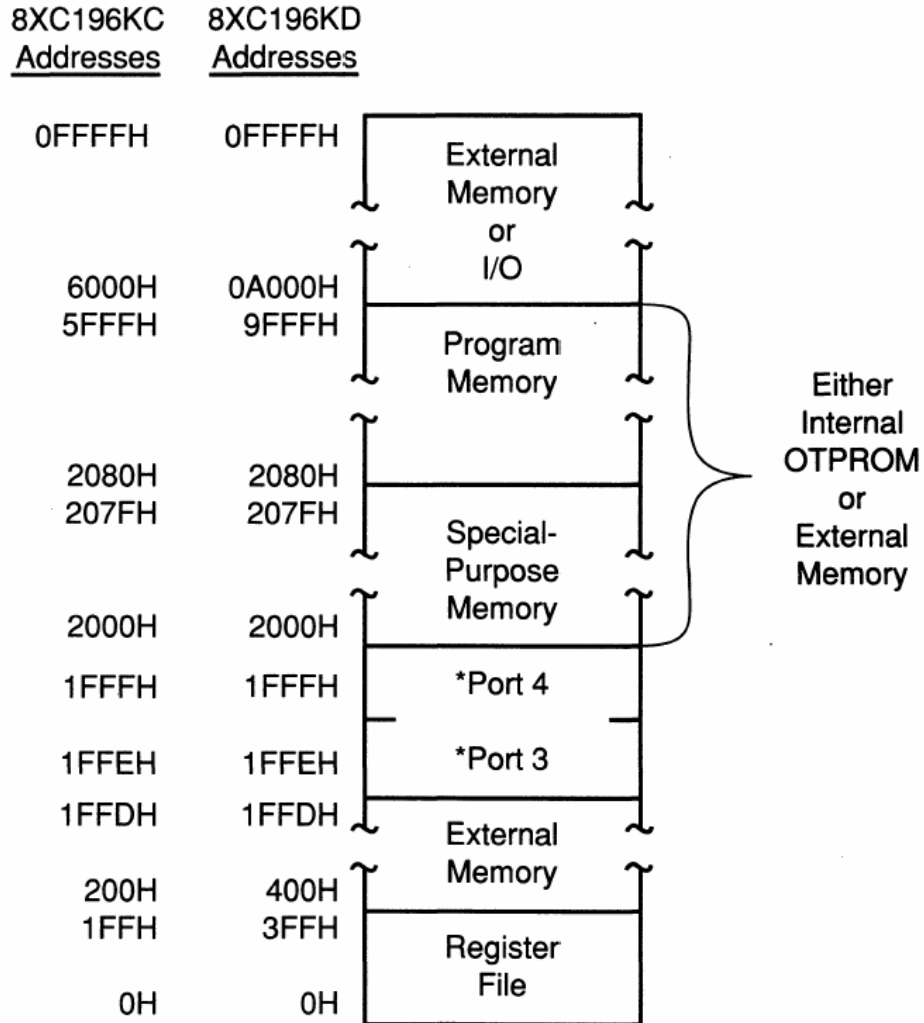 8XC196KC 8XC196KD
Addresses Addresses
0FFFFH 0FFFFH
External
Memory
or
I/O
6000H 0A000H
5FFFH 9FFFH
Program
Memory
Either
Internal
OTPROM
or
External
Memory
2080H 2080H
207FH 207FH
Special-
Purpose
Memory
2000H 2000H
1FFFH 1FFFH *Port 4
1FFEH 1FFEH *Port 3
1FFDH 1FFDH
External
Memory
200H 400H
1FFH 3FFH
Register
File
0H 0H